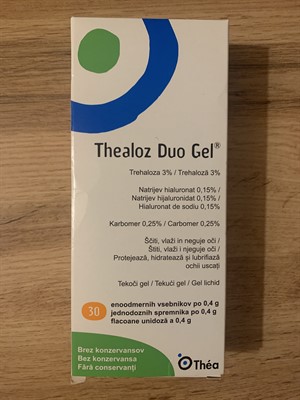 Thealoz Duo Gel®
Trehaloza 3% / Trehaloză 3%
Natrijev hialuronat 0,15% /
Natrijev hijaluronidat 0,15% /
Hialuronat de sodiu 0,15%
Karbomer 0,25% / Carbomer 0,25%
Ščiti, vlaži in neguje oči /
Štiti, vlaži i njeguje oči /
Protejează, hidratează și lubrifiază
ochii uscați
Tekoči gel / Tekući gel / Gel lichid
30
enoodmernih vsebnikov po 0,4 g
jednodoznih spremnika po 0,4 g
flacoane unidoză a 0,4 g
Brez konzervansov
Bez konzervansa
Fără conservanți
Théa